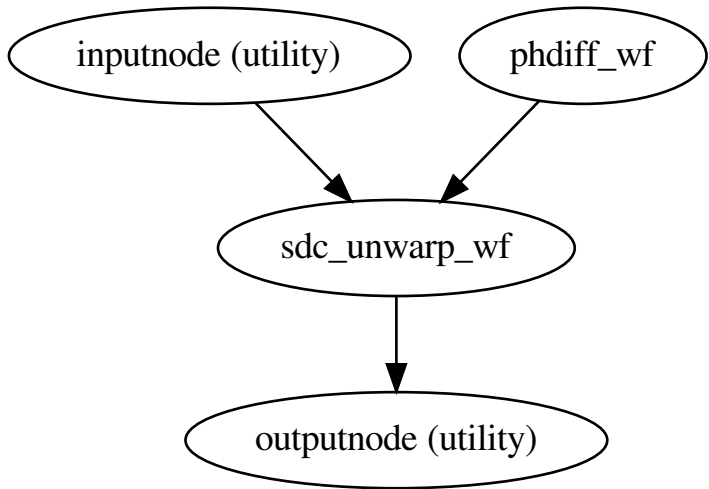 inputnode (utility)
phdiff_wf
sdc_unwarp_wf
outputnode (utility)